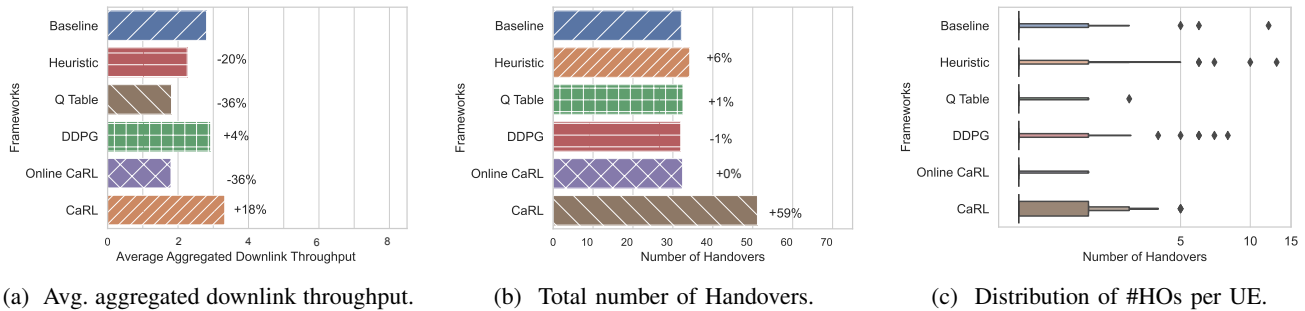 Baseline
Heuristic
Q Table
DDPG
Online CaRL
CaRL
Frameworks
-20%
-36%
+4%
-36%
+18%
0 2 4 6 8
Average Aggregated Downlink Throughput
(a) Avg. aggregated downlink throughput.
Baseline
Heuristic
Q Table
DDPG
Online CaRL
CaRL
Frameworks
+6%
+1%
-1%
+0%
+59%
0 10 20 30 40 50 60 70
Number of Handovers
(b) Total number of Handovers.
Baseline
Heuristic
Q Table
DDPG
Online CaRL
CaRL
Frameworks
5 10 15
Number of Handovers
(c) Distribution of #HOs per UE.